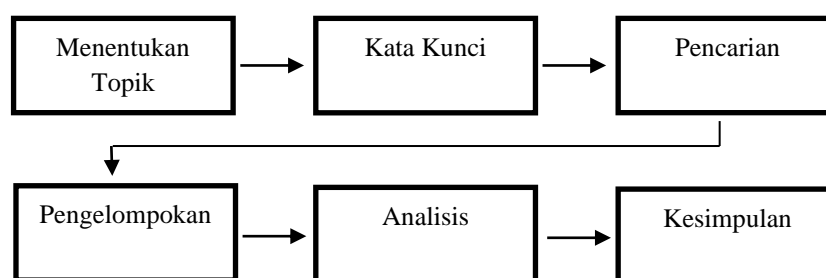 Menentukan
Topik
Kata Kunci
Pencarian
Pengelompokan
Analisis
Kesimpulan